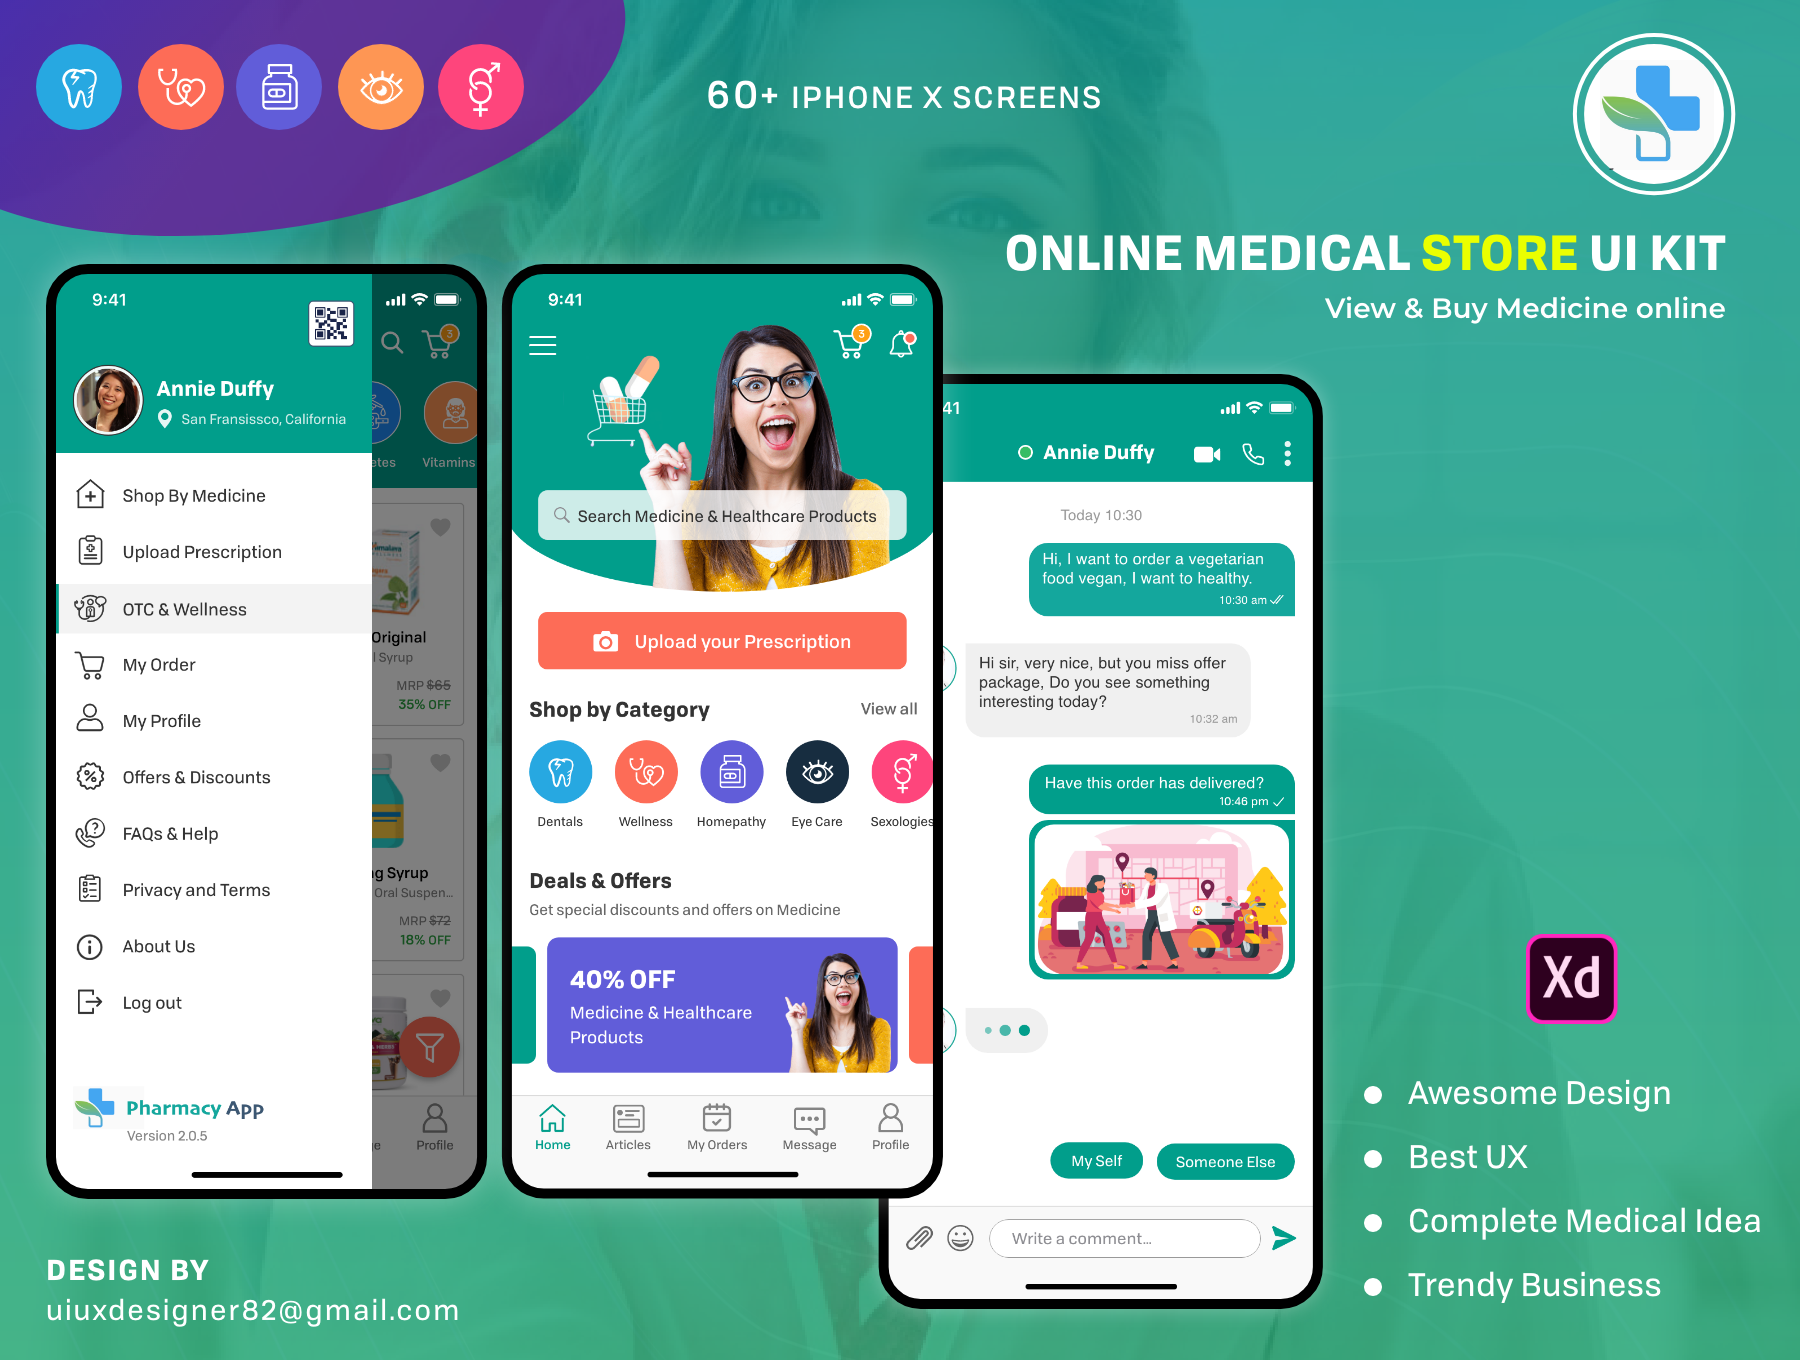 60+ IPHONE X SCREENS
ONLINE MEDICAL STORE UI KIT
View & Buy Medicine online
9:41
3
Annie Duffy
San Fransissco, California
etes
Vitamins
Shop By Medicine
Upload Prescription
OTC & Wellness
My Order
My Profile
Offers & Discounts
FAQs & Help
Privacy and Terms
About Us
Log out
Original
l Syrup
MRP $65
35% OFF
g Syrup
Oral Suspen...
MRP $72
18% OFF
Pharmacy App
Version 2.0.5
e
Profile
9:41
3
Search Medicine & Healthcare Products
Upload your Prescription
Shop by Category
View all
Dentals
Wellness
Homepathy
Eye Care
Sexologies
Deals & Offers
Get special discounts and offers on Medicine
40% OFF
Medicine & Healthcare
Products
Home
Articles
My Orders
Message
Profile
41
Annie Duffy
Today 10:30
Hi, I want to order a vegetarian
food vegan, I want to healthy.
10:30 am
Hi sir, very nice, but you miss offer
package, Do you see something
interesting today?
10:32 am
Have this order has delivered?
10:46 pm
My Self
Someone Else
Write a comment...
Xd
Awesome Design
Best UX
Complete Medical Idea
Trendy Business
DESIGN BY
uiuxdesigner82@gmail.com